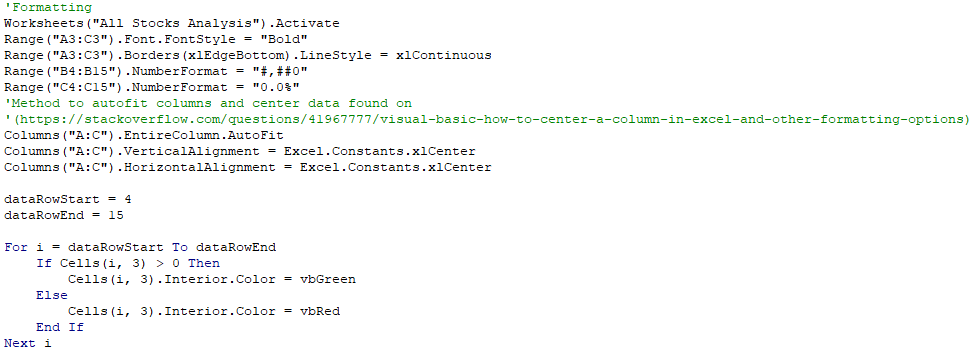 'Formatting
Worksheets("All Stocks Analysis").Activate
Range("A3:C3").Font.FontStyle = "Bold"
Range("A3:C3").Borders(xlEdgeBottom).LineStyle = xlContinuous
Range("B4:B15").NumberFormat = "#,##0"
Range("C4:C15").NumberFormat = "0.0%"
'Method to autofit columns and center data found on
'(https://stackoverflow.com/questions/41967777/visual-basic-how-to-center-a-column-in-excel-and-other-formatting-options)
Columns("A:C").EntireColumn.AutoFit
Columns("A:C").VerticalAlignment = Excel.Constants.xlCenter
Columns("A:C").HorizontalAlignment = Excel.Constants.xlCenter

dataRowStart = 4
dataRowEnd = 15

For i = dataRowStart To dataRowEnd
    If Cells(i, 3) > 0 Then
        Cells(i, 3).Interior.Color = vbGreen
    Else
        Cells(i, 3).Interior.Color = vbRed
    End If
Next i